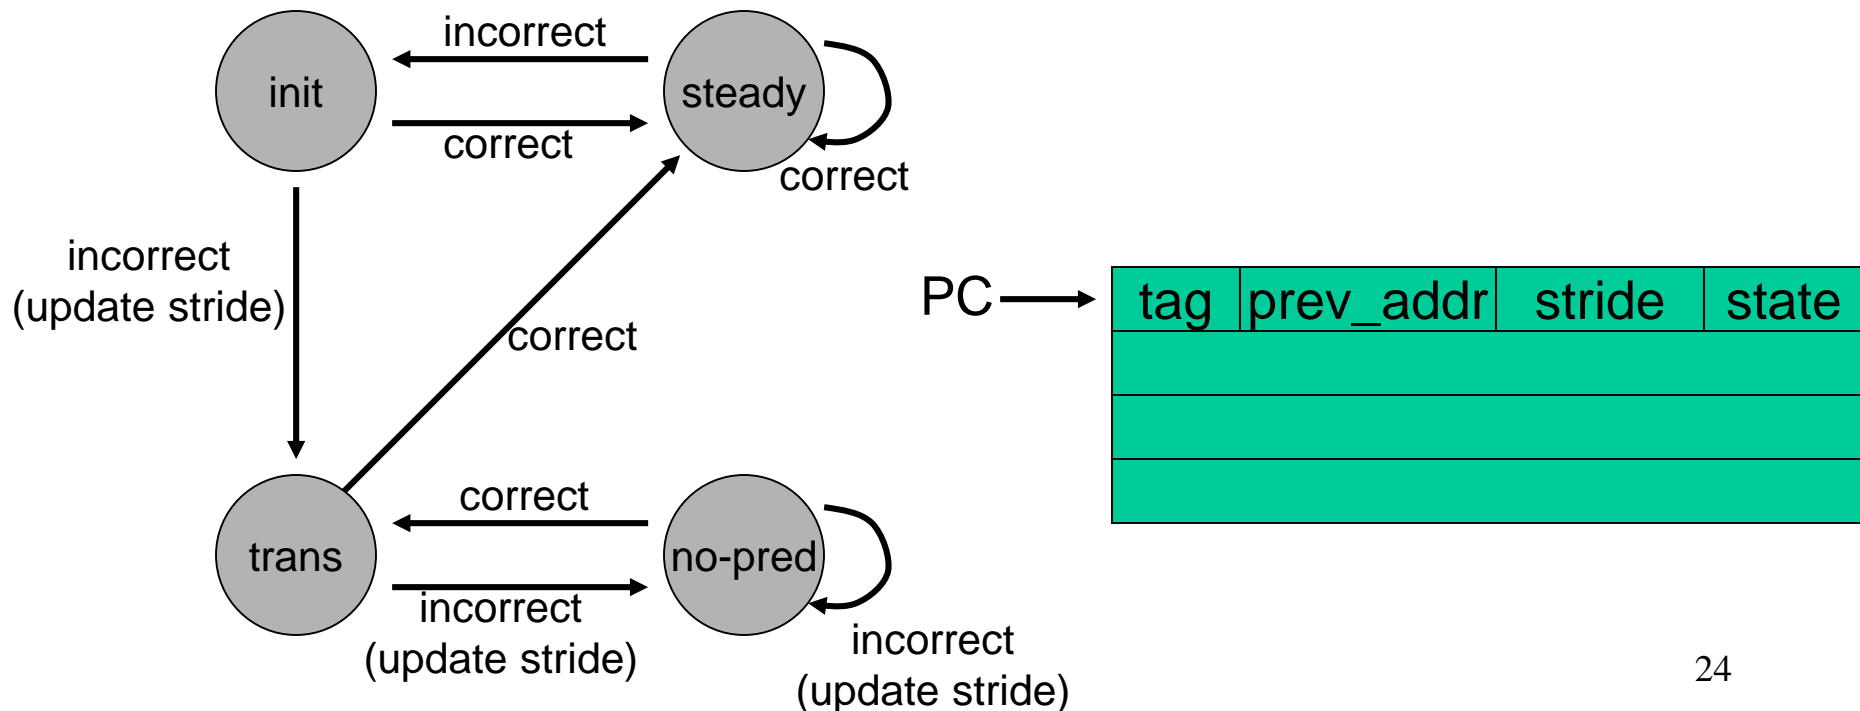 incorrect
init
steady
correct
correct
incorrect
(update stride)
correct
PC
tag prev_addr stride state
correct
trans
no-pred
incorrect
(update stride)
incorrect
(update stride)
24